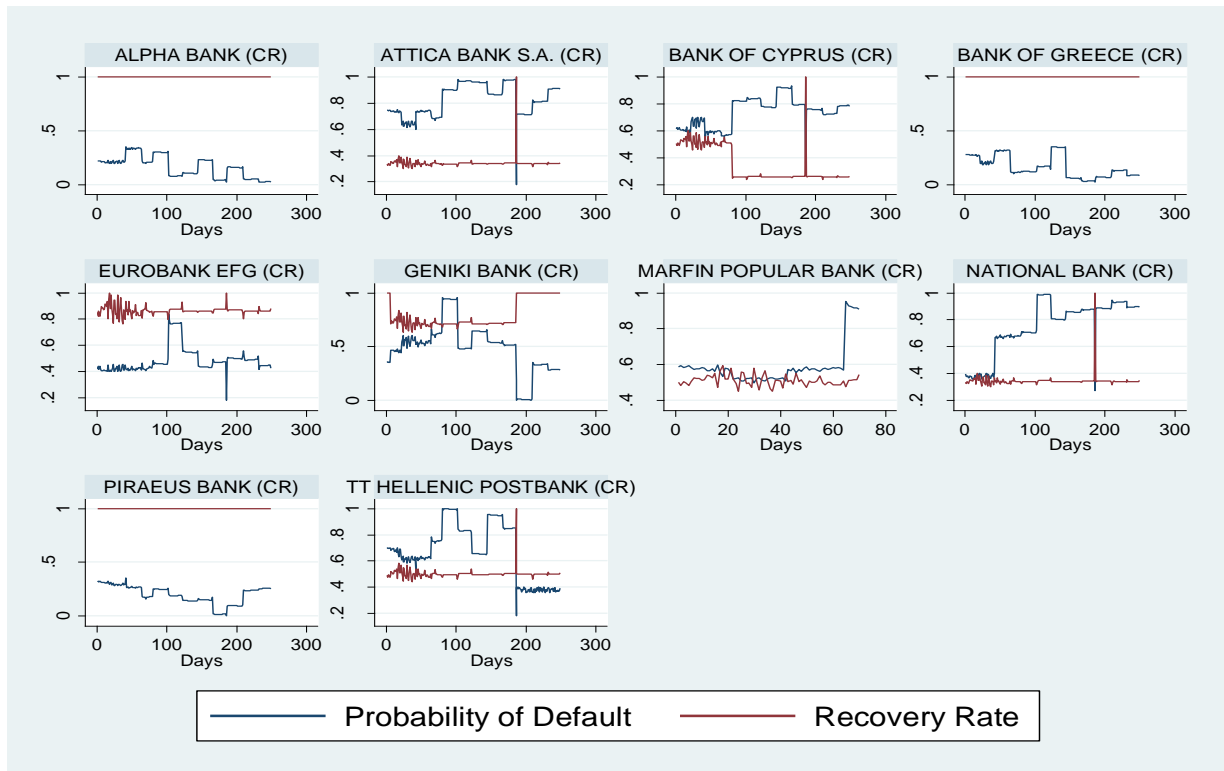 ALPHA BANK (CR)
ATTICA BANK S.A. (CR)
BANK OF CYPRUS (CR)
BANK OF GREECE (CR)
1
.5
0
0 100 200 300
Days
1
.8
.6
.4
.2
0 100 200 300
Days
1
.8
.6
.4
.2
0 100 200 300
Days
1
.5
0
0 100 200 300
Days
EUROBANK EFG (CR)
GENIKI BANK (CR)
MARFIN POPULAR BANK (CR)
NATIONAL BANK (CR)
1
.8
.6
.4
.2
0 100 200 300
Days
1
.5
0
0 100 200 300
Days
1
.8
.6
.4
0 20 40 60 80
Days
1
.8
.6
.4
.2
0 100 200 300
Days
PIRAEUS BANK (CR)
TT HELLENIC POSTBANK (CR)
1
.5
0
0 100 200 300
Days
1
.8
.6
.4
.2
0 100 200 300
Days
Probability of Default
Recovery Rate